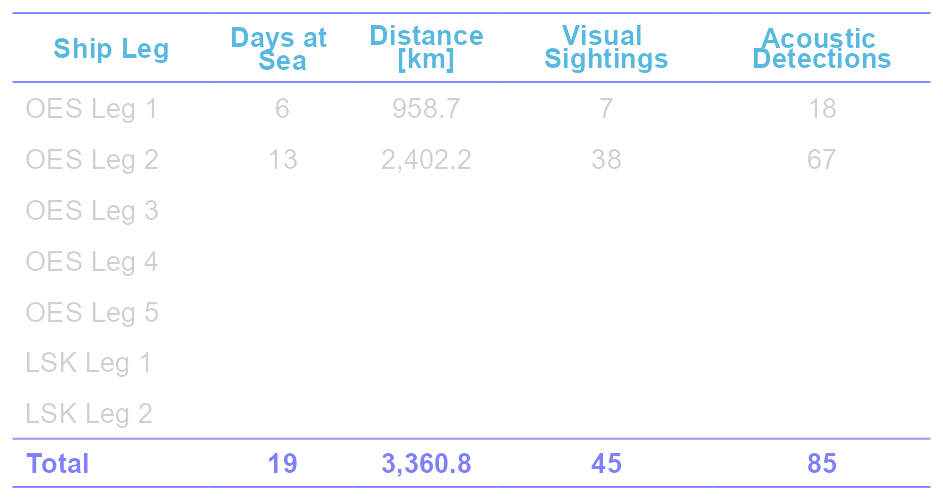 Ship Leg Days at Sea Distance [km] Visual Sightings Acoustic Detections
OES Leg 1 6 958.7 7 18
OES Leg 2 13 2,402.2 38 67
OES Leg 3
OES Leg 4
OES Leg 5
LSK Leg 1
LSK Leg 2
Total 19 3,360.8 45 85